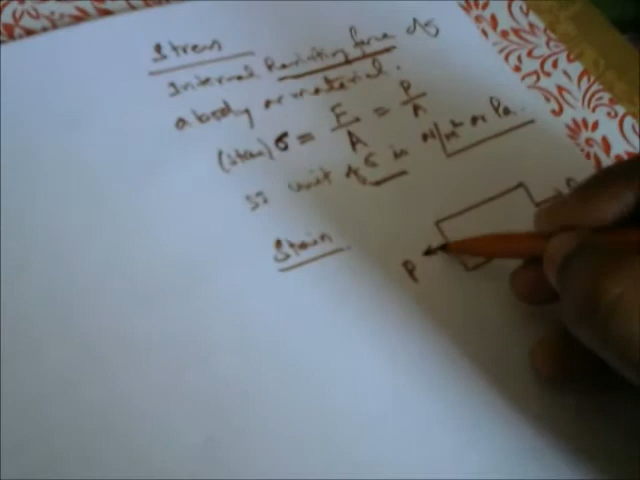 Stress
Internal Resisting force of
a body or material.
(stress) σ = F/A = P/A
SI unit of σ is N/m² or Pa.
Strain
P